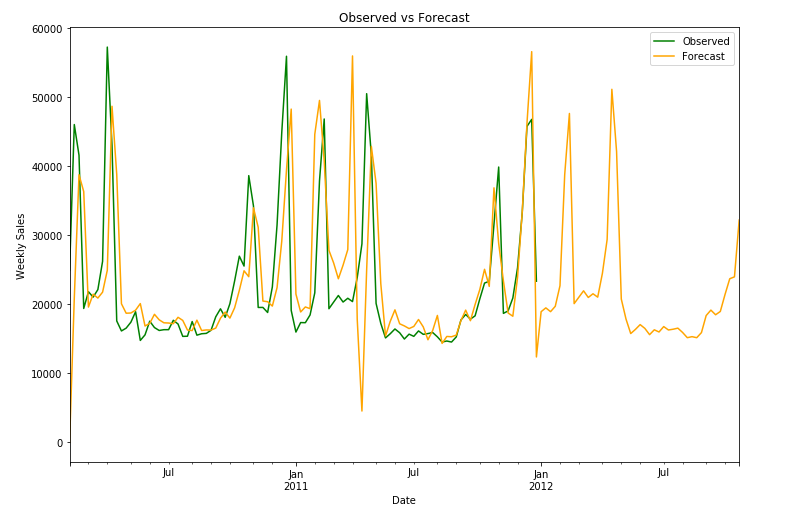 Observed vs Forecast
Observed
Forecast
60000
50000
40000
30000
20000
10000
0
Weekly Sales
Jul
Jan
2011
Jul
Jan
2012
Jul
Date